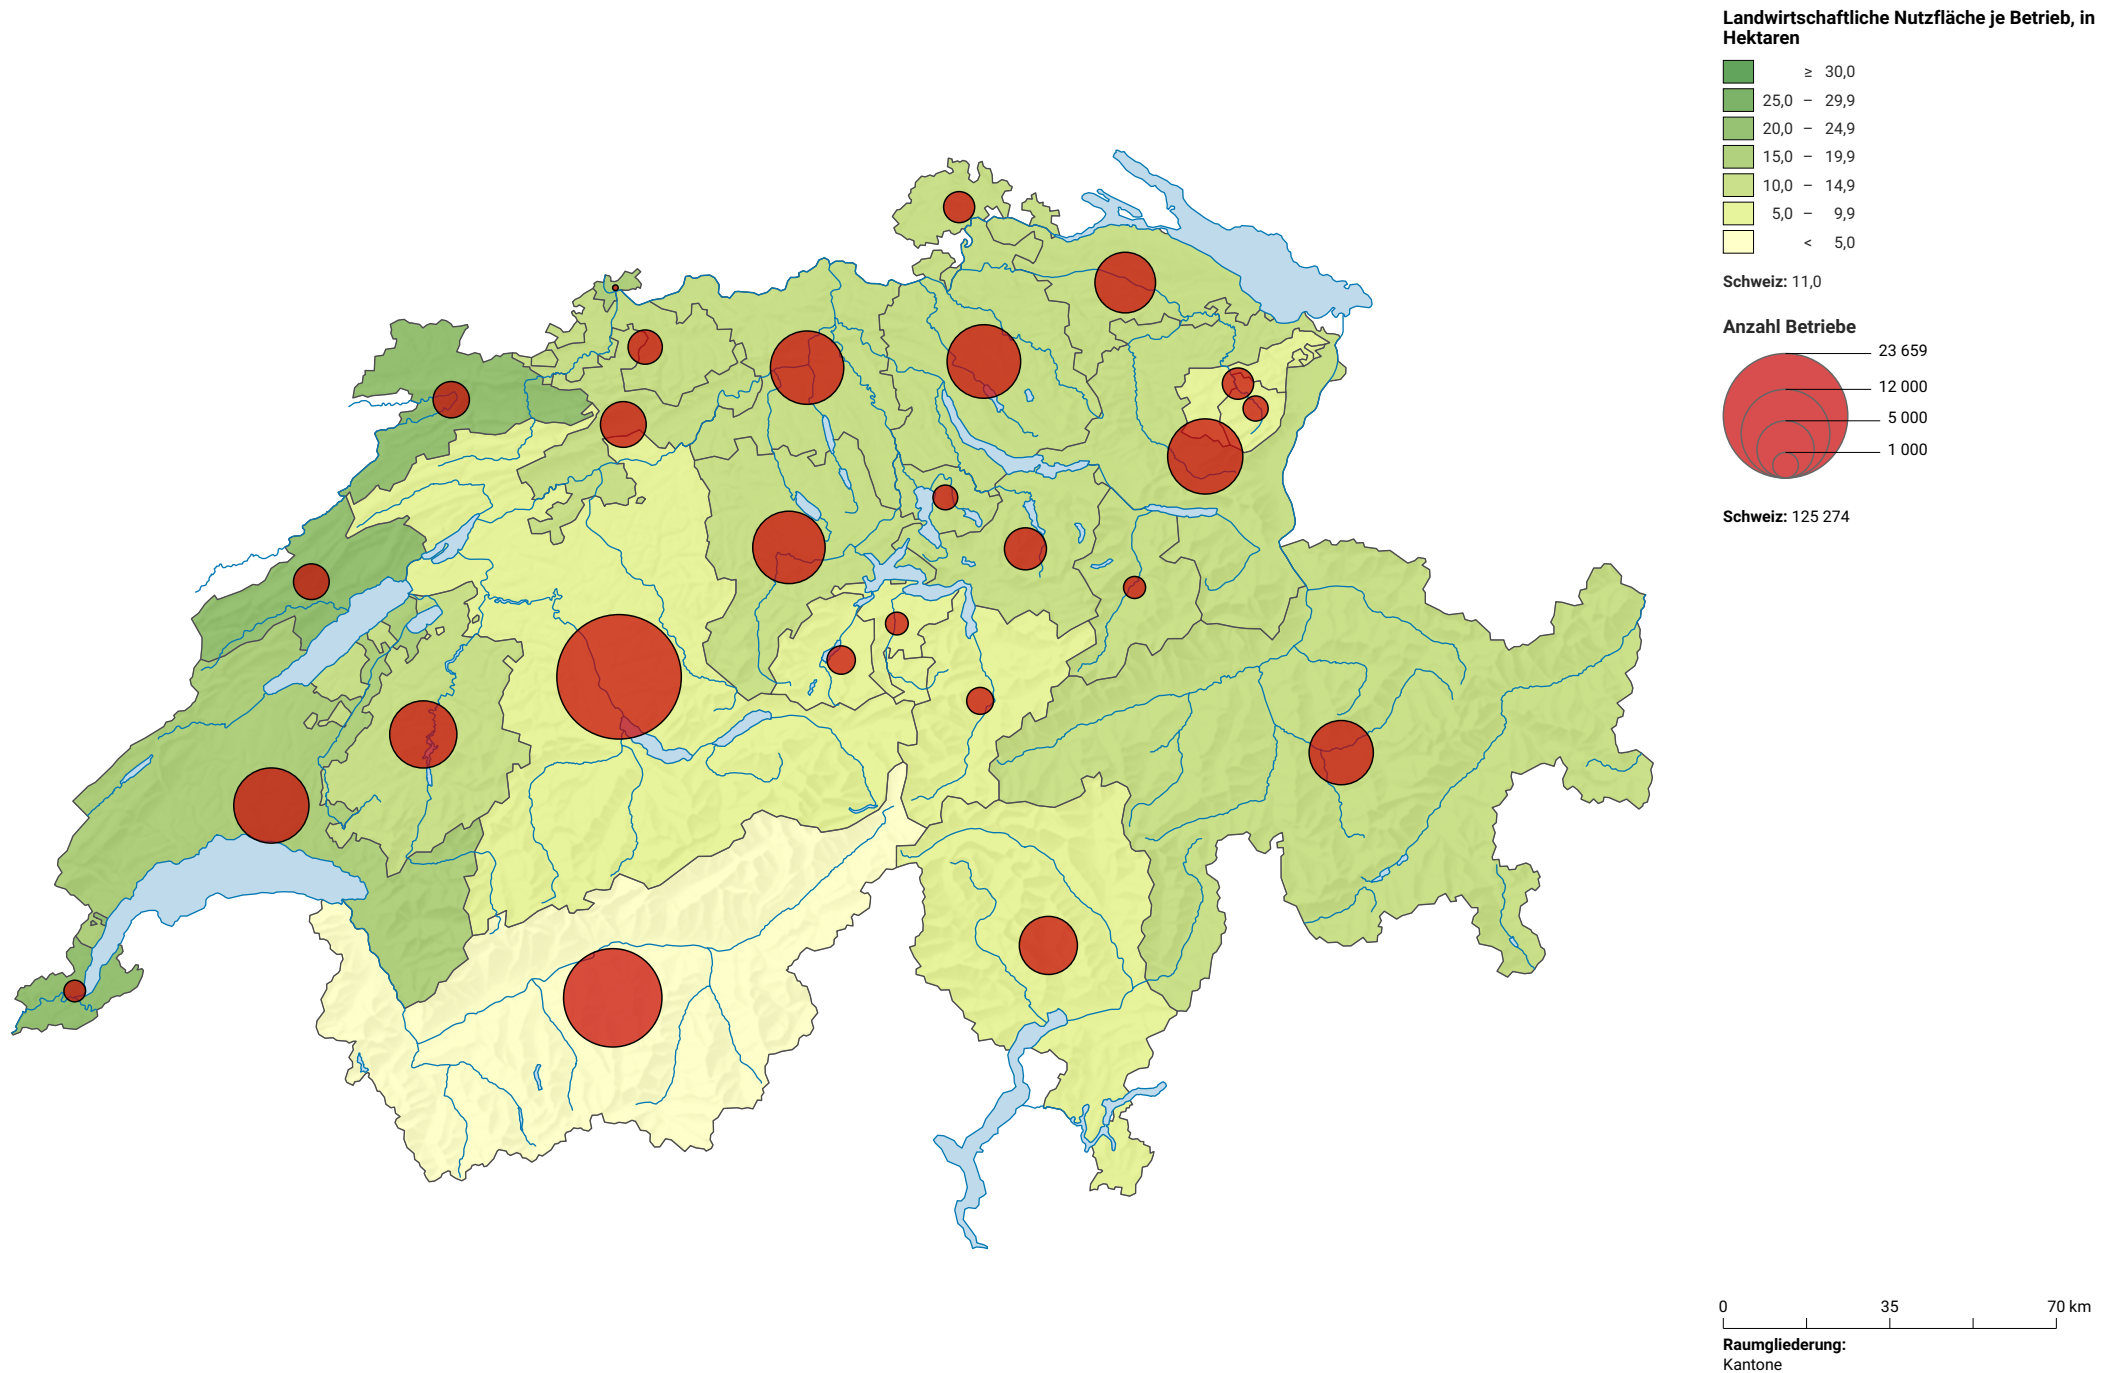 Landwirtschaftliche Nutzfläche je Betrieb, in
Hektaren
≥ 30,0
25,0 – 29,9
20,0 – 24,9
15,0 – 19,9
10,0 – 14,9
5,0 – 9,9
< 5,0
Schweiz: 11,0
Anzahl Betriebe
23 659
12 000
5 000
1 000
Schweiz: 125 274
0 35 70 km
Raumgliederung:
Kantone